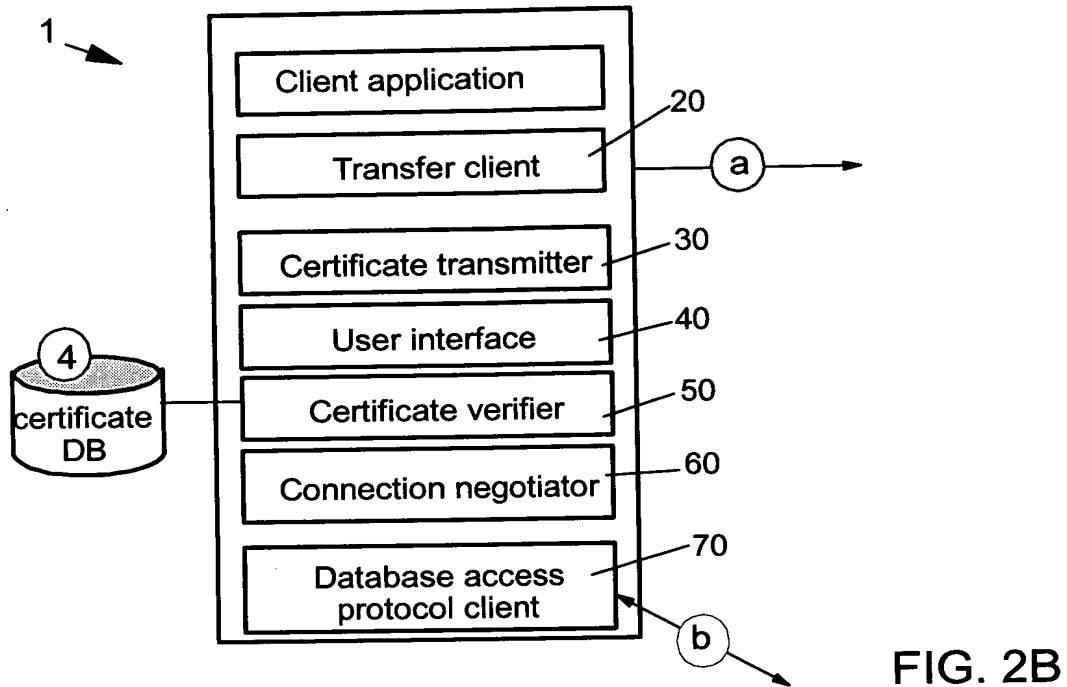 1
Client application
20
Transfer client
a
30
Certificate transmitter
40
User interface
4
certificate
DB
50
Certificate verifier
60
Connection negotiator
70
Database access
protocol client
b
FIG. 2B